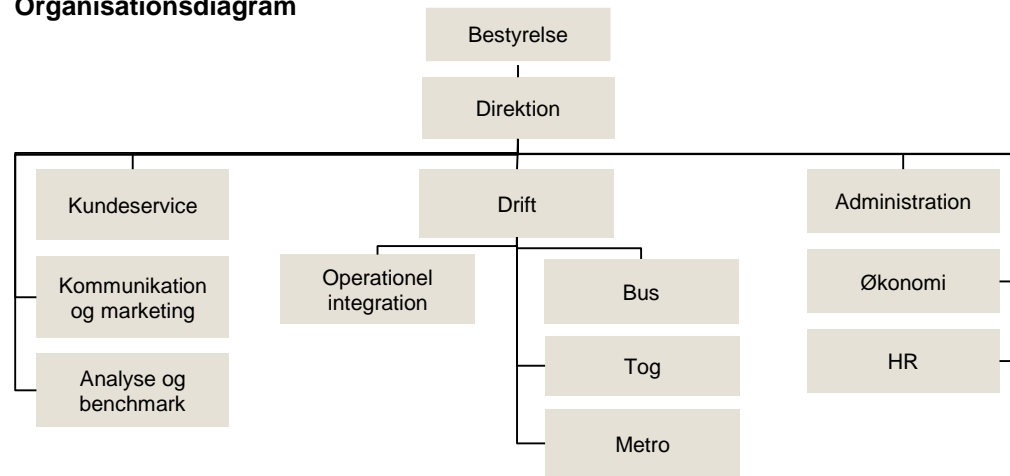 Organisationsdiagram
Bestyrelse
Direktion
Kundeservice
Kommunikation
og marketing
Analyse og
benchmark
Drift
Operationel
integration
Bus
Tog
Metro
Administration
Økonomi
HR